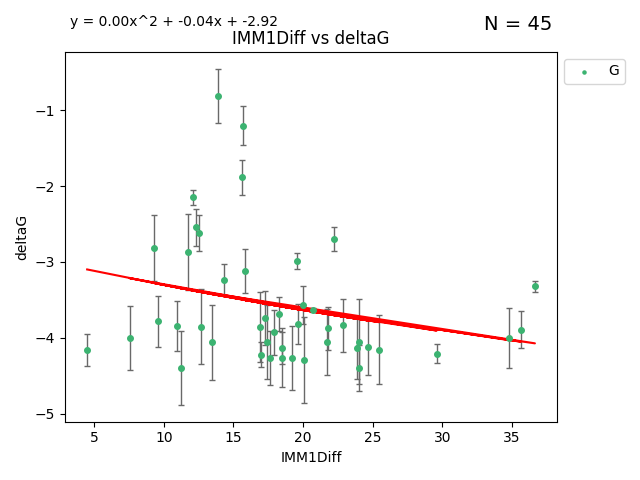 y = 0.00x^2 + -0.04x + -2.92
N = 45
IMM1Diff vs deltaG
G
−1
−2
−3
−4
−5
deltaG
5 10 15 20 25 30 35
IMM1Diff